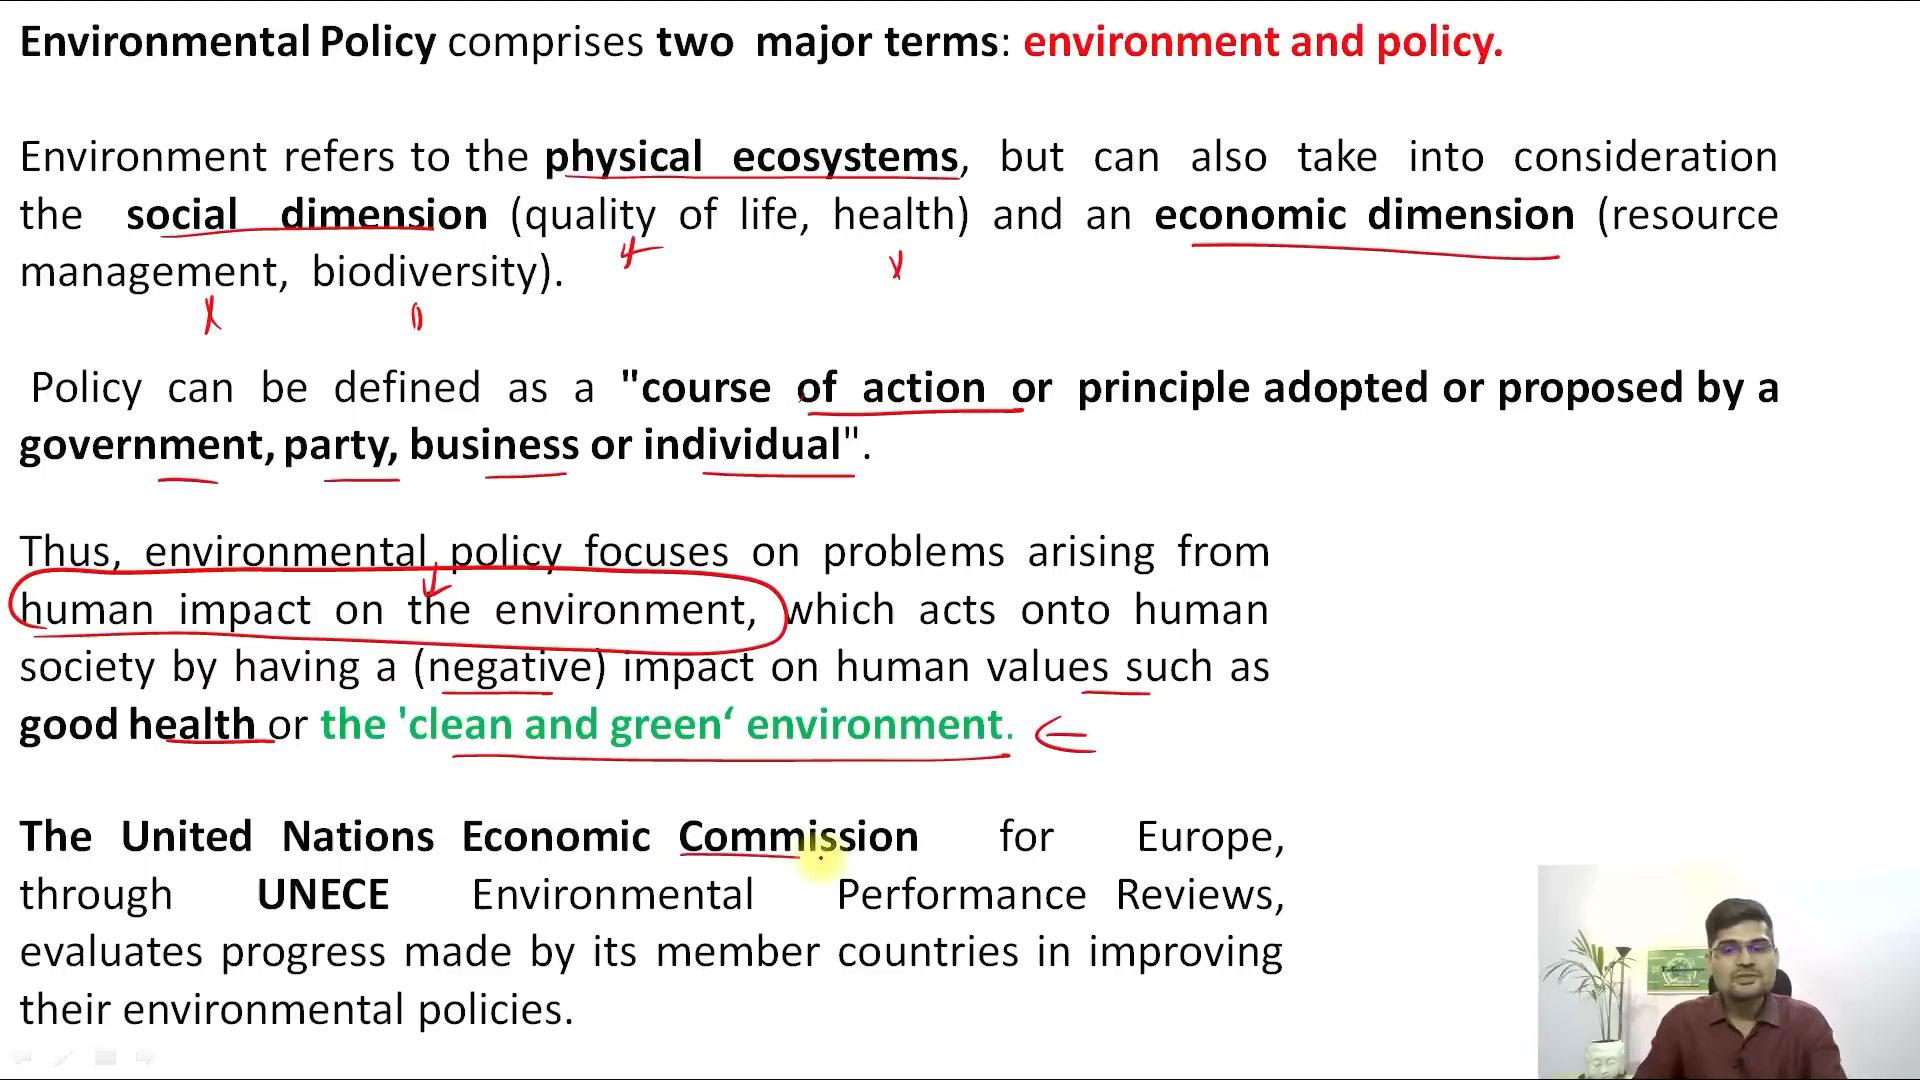 Environmental Policy comprises two major terms: environment and policy.
Environment refers to the physical ecosystems, but can also take into consideration
the social dimension (quality of life, health) and an economic dimension (resource
management, biodiversity).
Policy can be defined as a "course of action or principle adopted or proposed by a
government, party, business or individual".
Thus, environmental policy focuses on problems arising from
human impact on the environment, which acts onto human
society by having a (negative) impact on human values such as
good health or the 'clean and green‘ environment.
The United Nations Economic Commission for Europe,
through UNECE Environmental Performance Reviews,
evaluates progress made by its member countries in improving
their environmental policies.